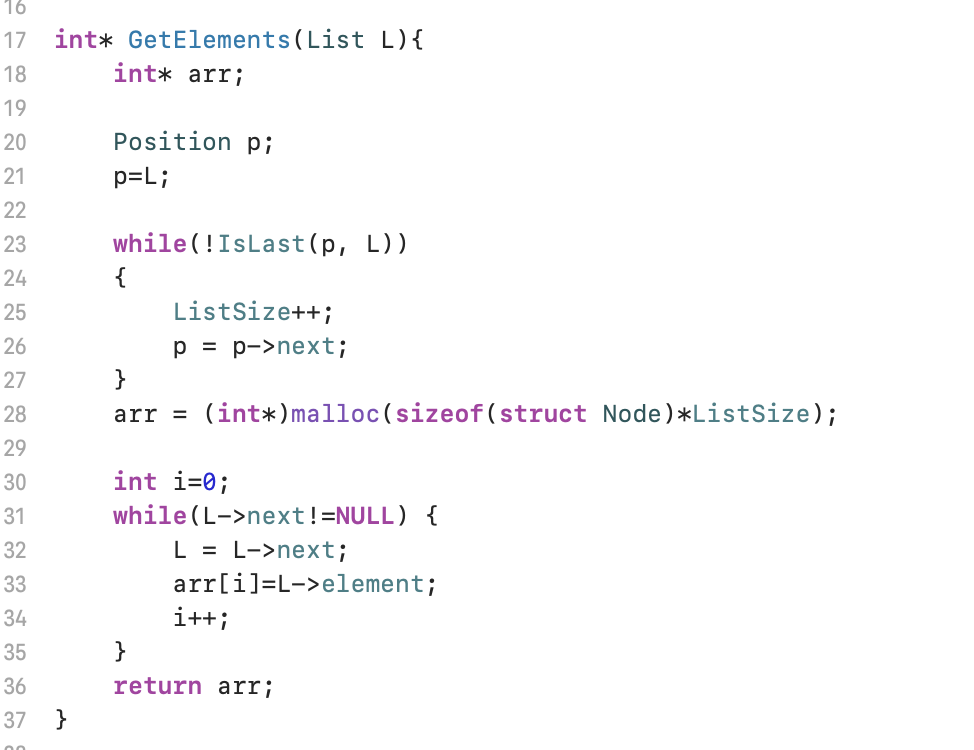 16
17 int* GetElements(List L){
18     int* arr;
19
20     Position p;
21     p=L;
22
23     while(!IsLast(p, L))
24     {
25         ListSize++;
26         p = p->next;
27     }
28     arr = (int*)malloc(sizeof(struct Node)*ListSize);
29
30     int i=0;
31     while(L->next!=NULL) {
32         L = L->next;
33         arr[i]=L->element;
34         i++;
35     }
36     return arr;
37 }